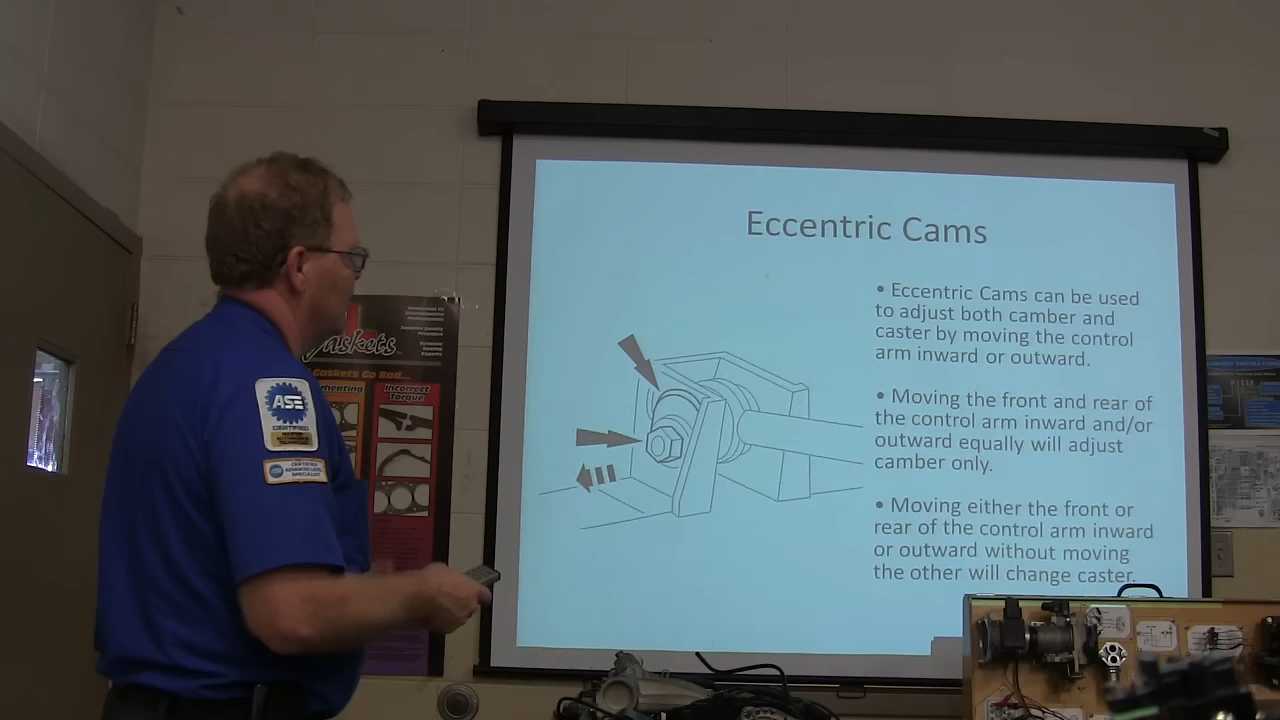 Eccentric Cams
• Eccentric Cams can be used
to adjust both camber and
caster by moving the control
arm inward or outward.
• Moving the front and rear of
the control arm inward and/or
outward equally will adjust
camber only.
• Moving either the front or
rear of the control arm inward
or outward without moving
the other will change caster.
ASE
CERTIFIED
askets
Gaskets Go Bad...
Incorrect
Torque